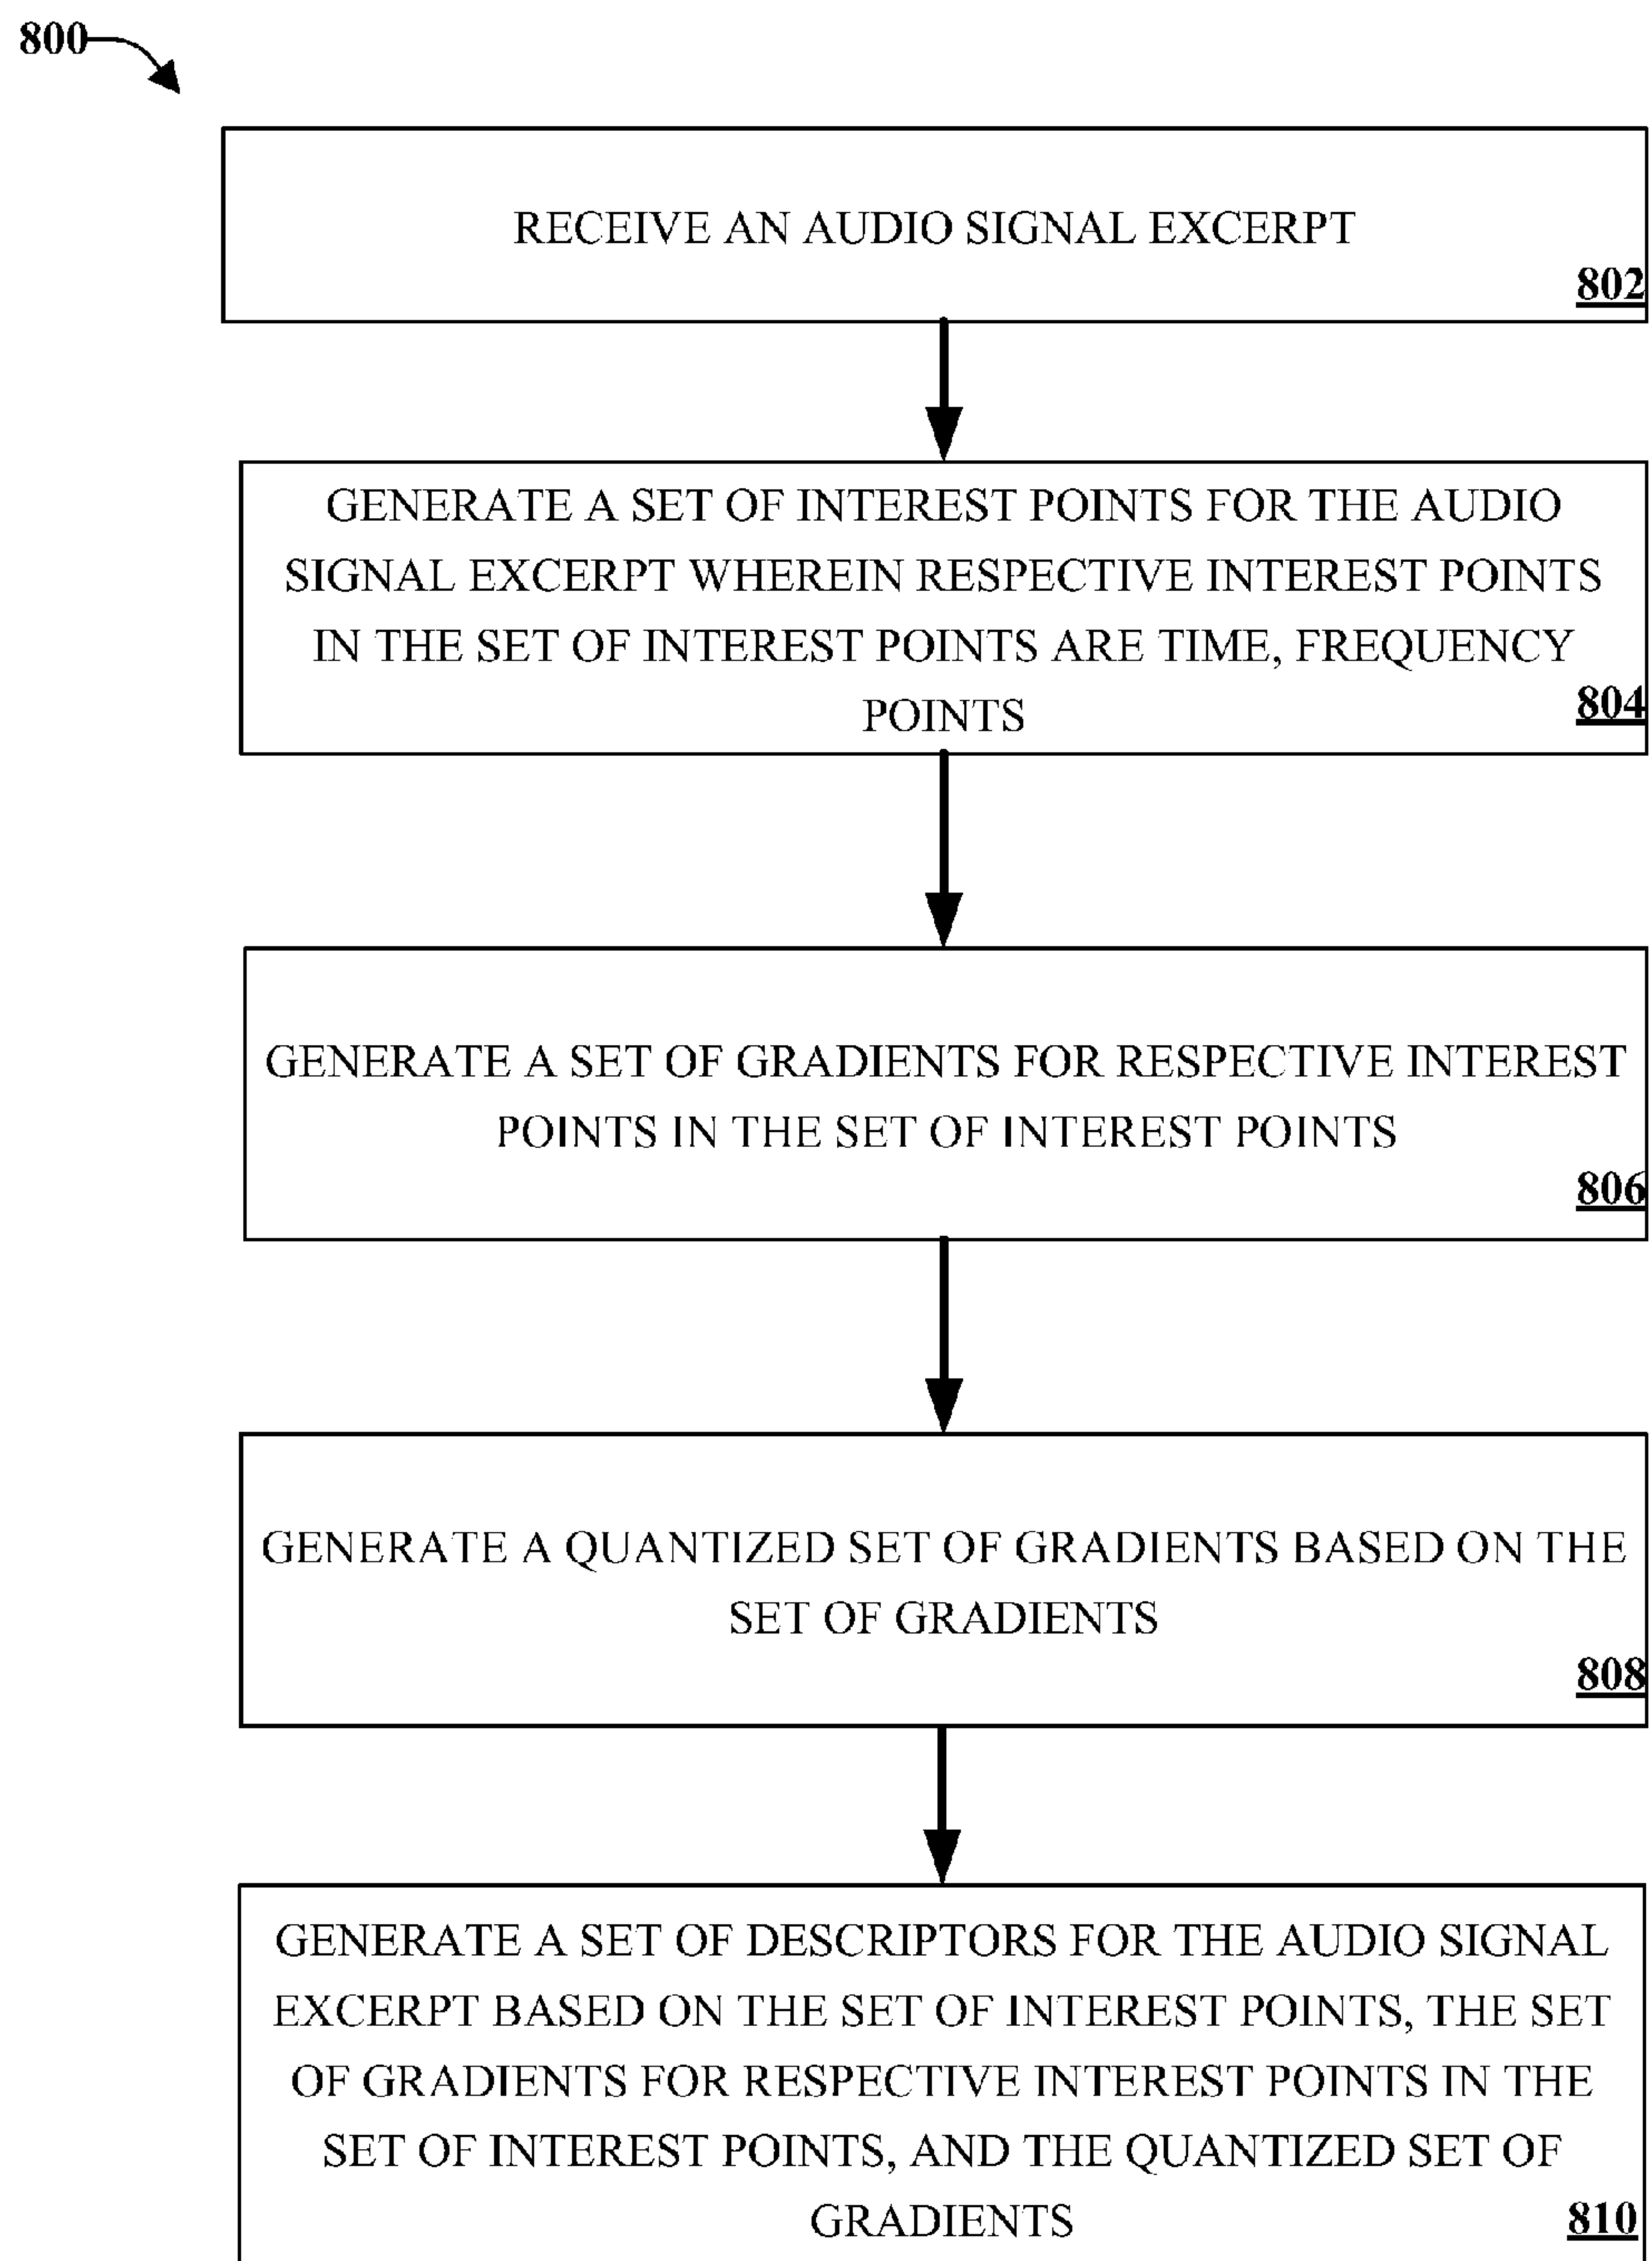 800
RECEIVE AN AUDIO SIGNAL EXCERPT
802
GENERATE A SET OF INTEREST POINTS FOR THE AUDIO
SIGNAL EXCERPT WHEREIN RESPECTIVE INTEREST POINTS
IN THE SET OF INTEREST POINTS ARE TIME, FREQUENCY
POINTS
804
GENERATE A SET OF GRADIENTS FOR RESPECTIVE INTEREST
POINTS IN THE SET OF INTEREST POINTS
806
GENERATE A QUANTIZED SET OF GRADIENTS BASED ON THE
SET OF GRADIENTS
808
GENERATE A SET OF DESCRIPTORS FOR THE AUDIO SIGNAL
EXCERPT BASED ON THE SET OF INTEREST POINTS, THE SET
OF GRADIENTS FOR RESPECTIVE INTEREST POINTS IN THE
SET OF INTEREST POINTS, AND THE QUANTIZED SET OF
GRADIENTS
810